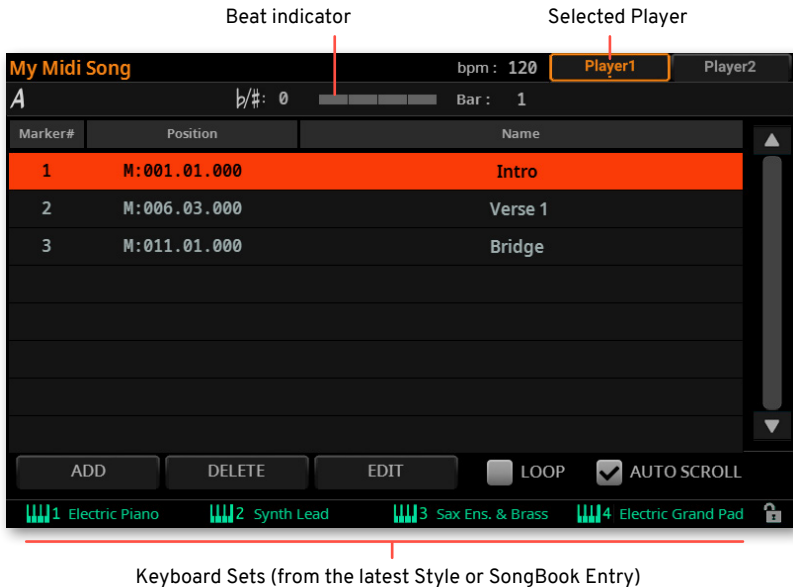 Beat indicator Selected Player
My Midi Song bpm: 120 Player1 Player2
A ♭/#: 0 Bar: 1
Marker# Position Name
1 M:001.01.000 Intro
2 M:006.03.000 Verse 1
3 M:011.01.000 Bridge
ADD DELETE EDIT LOOP AUTO SCROLL
1 Electric Piano 2 Synth Lead 3 Sax Ens. & Brass 4 Electric Grand Pad
Keyboard Sets (from the latest Style or SongBook Entry)